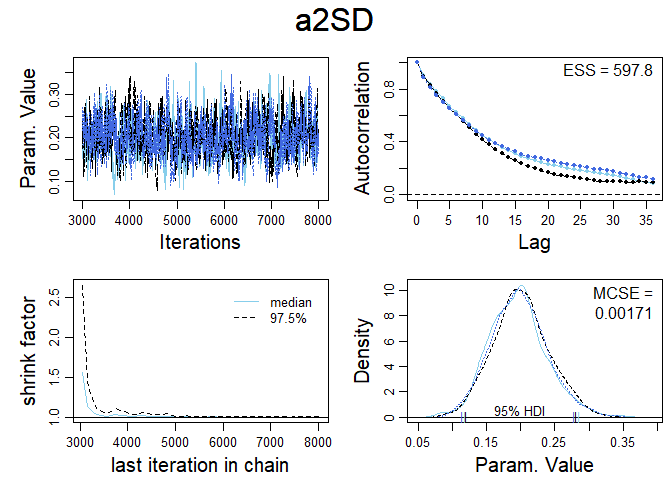 a2SD
Param. Value
0.10 0.20 0.30
3000 4000 5000 6000 7000 8000
Iterations
Autocorrelation
0.0 0.4 0.8
ESS = 597.8
0 5 10 15 20 25 30 35
Lag
shrink factor
1.0 1.5 2.0 2.5
median
97.5%
3000 4000 5000 6000 7000 8000
last iteration in chain
Density
0 2 4 6 8 10
MCSE =
0.00171
95% HDI
0.05 0.15 0.25 0.35
Param. Value